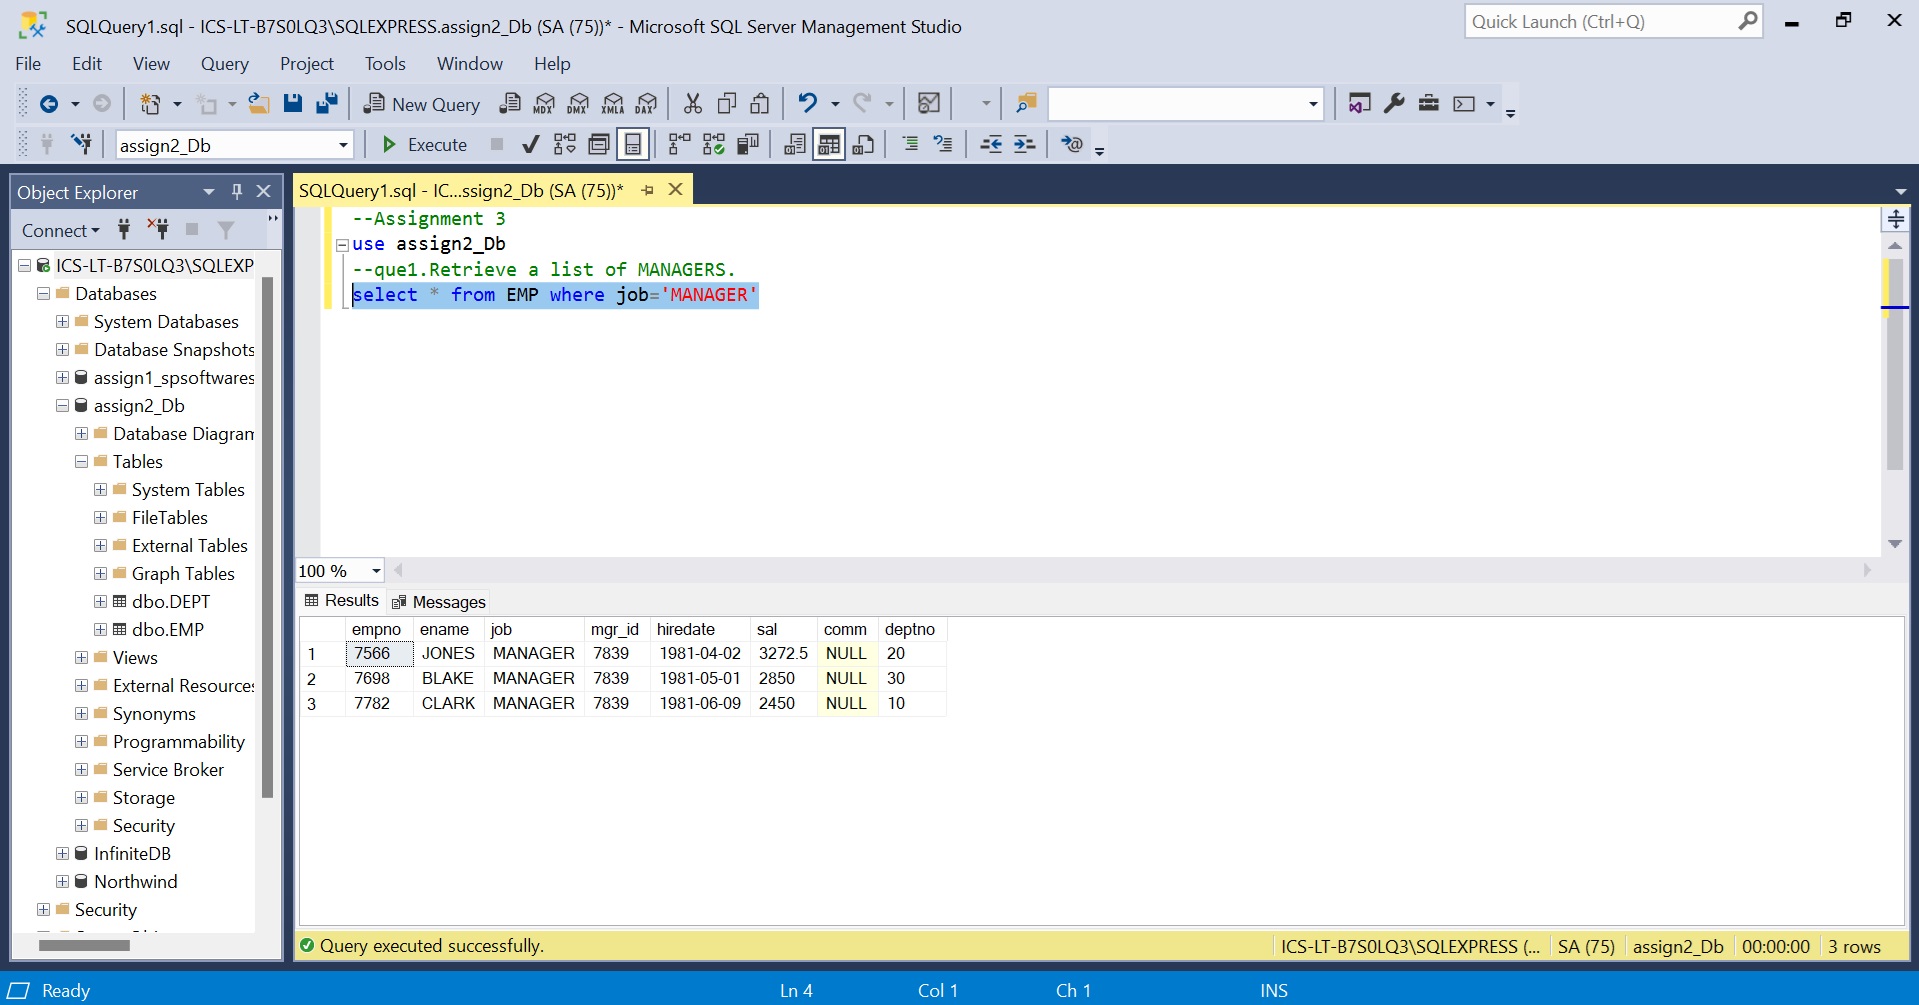 SQLQuery1.sql - ICS-LT-B7S0LQ3\SQLEXPRESS.assign2_Db (SA (75))* - Microsoft SQL Server Management Studio
Quick Launch (Ctrl+Q)
File Edit View Query Project Tools Window Help
New Query MDX DMX XMLA DAX
assign2_Db Execute
Object Explorer
Connect
ICS-LT-B7S0LQ3\SQLEXP
Databases
System Databases
Database Snapshots
assign1_spsoftwares
assign2_Db
Database Diagram
Tables
System Tables
FileTables
External Tables
Graph Tables
dbo.DEPT
dbo.EMP
Views
External Resources
Synonyms
Programmability
Service Broker
Storage
Security
InfiniteDB
Northwind
Security
SQLQuery1.sql - IC...ssign2_Db (SA (75))*
--Assignment 3
use assign2_Db
--que1.Retrieve a list of MANAGERS.
select * from EMP where job='MANAGER'
100 %
Results Messages
empno ename job mgr_id hiredate sal comm deptno
1 7566 JONES MANAGER 7839 1981-04-02 3272.5 NULL 20
2 7698 BLAKE MANAGER 7839 1981-05-01 2850 NULL 30
3 7782 CLARK MANAGER 7839 1981-06-09 2450 NULL 10
Query executed successfully. ICS-LT-B7S0LQ3\SQLEXPRESS (... SA (75) assign2_Db 00:00:00 3 rows
Ready Ln 4 Col 1 Ch 1 INS